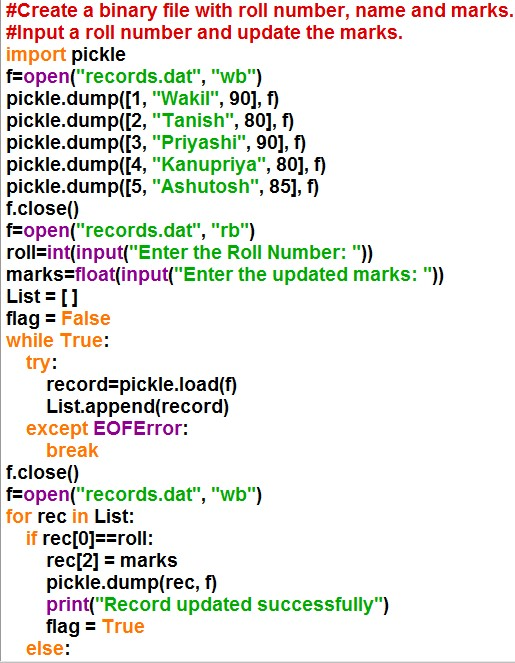 #Create a binary file with roll number, name and marks.
#Input a roll number and update the marks.
import pickle
f=open("records.dat", "wb")
pickle.dump([1, "Wakil", 90], f)
pickle.dump([2, "Tanish", 80], f)
pickle.dump([3, "Priyashi", 90], f)
pickle.dump([4, "Kanupriya", 80], f)
pickle.dump([5, "Ashutosh", 85], f)
f.close()
f=open("records.dat", "rb")
roll=int(input("Enter the Roll Number: "))
marks=float(input("Enter the updated marks: "))
List = [ ]
flag = False
while True:
    try:
        record=pickle.load(f)
        List.append(record)
    except EOFError:
        break
f.close()
f=open("records.dat", "wb")
for rec in List:
    if rec[0]==roll:
        rec[2] = marks
        pickle.dump(rec, f)
        print("Record updated successfully")
        flag = True
    else: